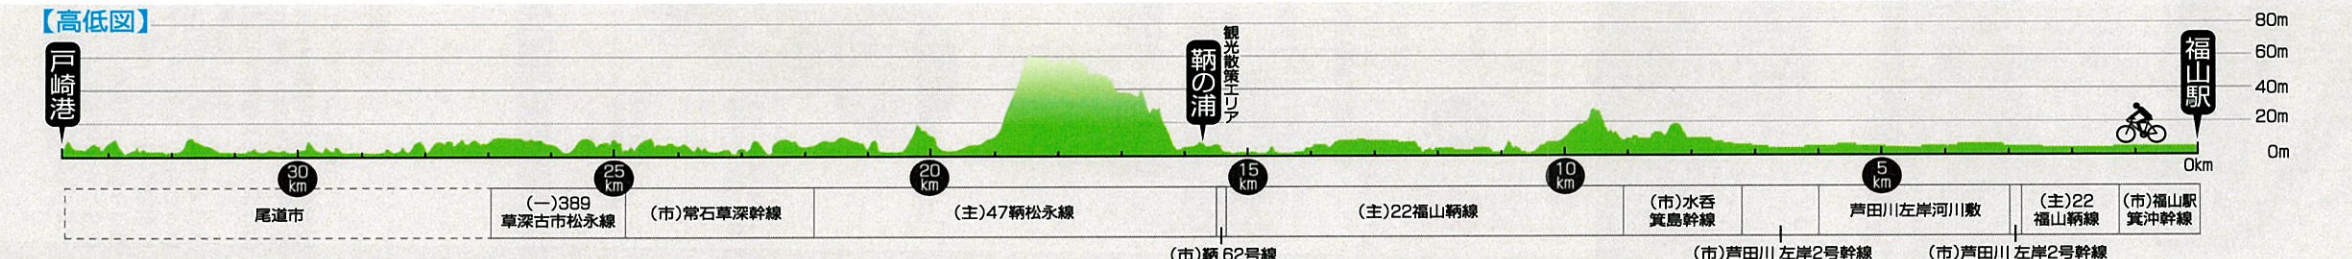 【高低図】
戸崎港
鞆の浦
観光散策エリア
福山駅
80m
60m
40m
20m
0m
30km
25km
20km
15km
10km
5km
0km
尾道市
(一)389
草深古市松永線
(市)常石草深幹線
(主)47鞆松永線
(主)22福山鞆線
(市)水呑
箕島幹線
芦田川左岸河川敷
(主)22
福山鞆線
(市)福山駅
箕沖幹線
(市)鞆62号線
(市)芦田川左岸2号幹線
(市)芦田川左岸2号幹線